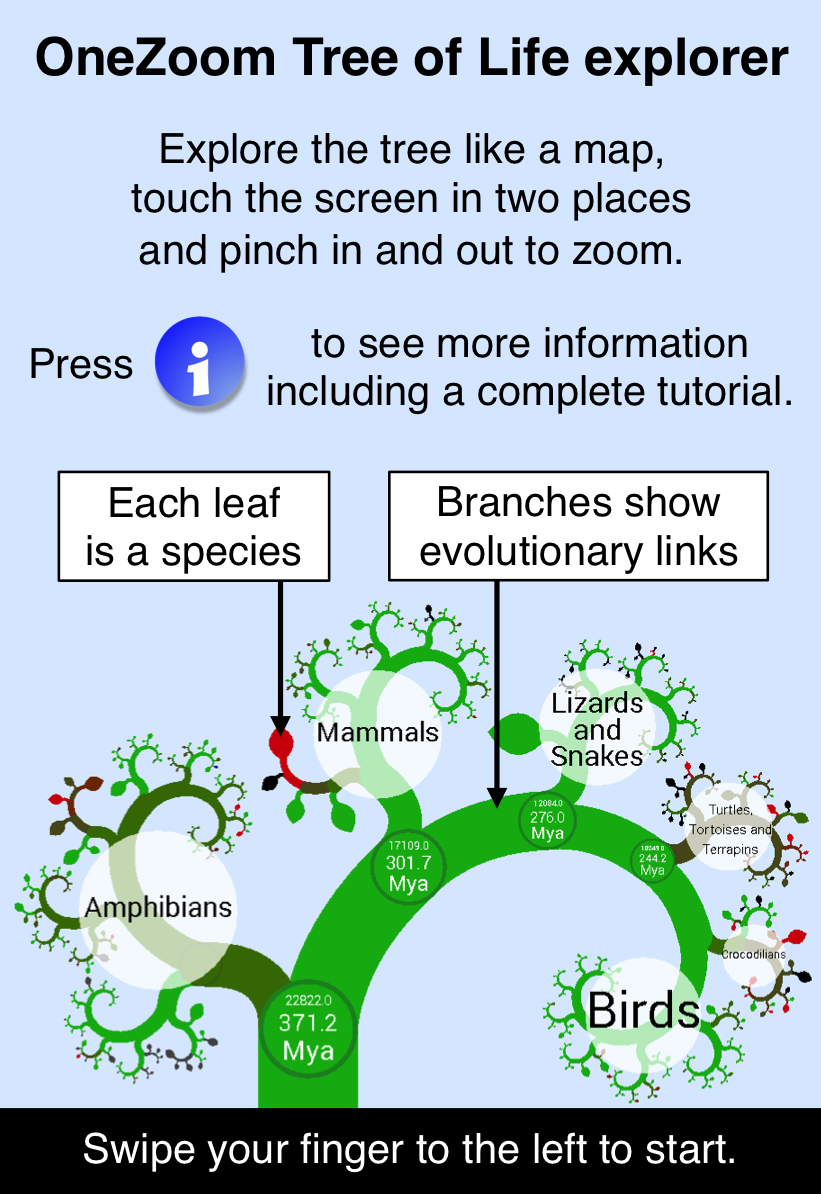 OneZoom Tree of Life explorer
Explore the tree like a map,
touch the screen in two places
and pinch in and out to zoom.
Press
i
to see more information
including a complete tutorial.
Each leaf
is a species
Branches show
evolutionary links
Mammals
Lizards
and
Snakes
12084.0
276.0
Mya
Turtles,
Tortoises and
Terrapins
17109.0
301.7
Mya
10249.0
244.2
Mya
Amphibians
Crocodilians
22822.0
371.2
Mya
Birds
Swipe your finger to the left to start.